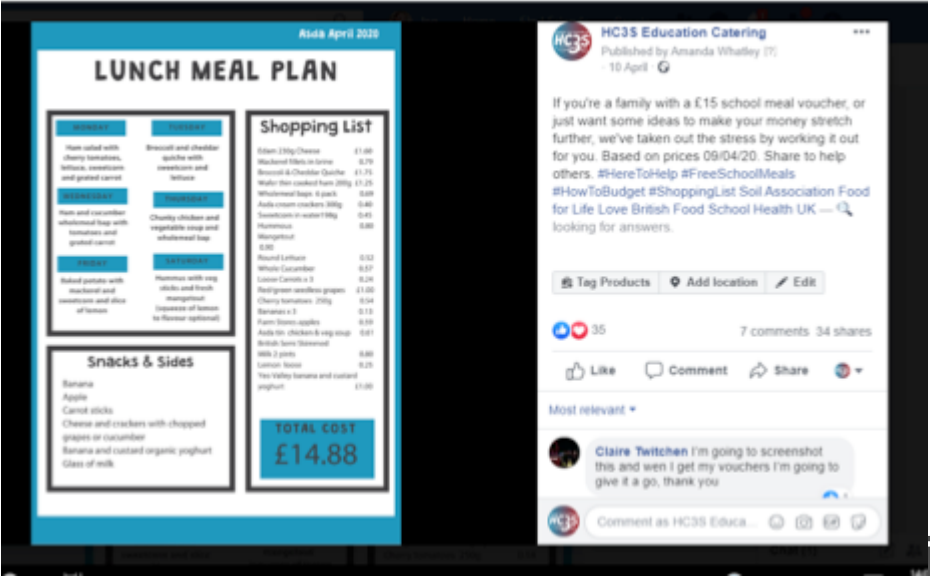 Asda April 2020
LUNCH MEAL PLAN
MONDAY
Ham salad with
cherry tomatoes,
lettuce, sweetcorn
and grated carrot
TUESDAY
Broccoli and cheddar
quiche with
sweetcorn and
lettuce
WEDNESDAY
Ham and cucumber
wholemeal bap with
tomatoes and
grated carrot
THURSDAY
Chunky chicken and
vegetable soup and
wholemeal bap
FRIDAY
Baked potato with
mackerel and
sweetcorn and slice
of lemon
SATURDAY
Hummus with veg
sticks and fresh
mangetout
(squeeze of lemon
to flavour optional)
Snacks & Sides
Banana
Apple
Carrot sticks
Cheese and crackers with chopped
grapes or cucumber
Banana and custard organic yoghurt
Glass of milk
Shopping List
Edam 250g Cheese
Mackerel fillets in brine 0.79
Broccoli & Cheddar Quiche £1.75
Wafer thin cooked ham 200g £1.25
Wholemeal baps 6 pack 0.69
Asda cream crackers 300g 0.40
Sweetcorn in water 198g 0.45
Hummous 0.80
Mangetout
Round Lettuce 0.52
Whole Cucumber 0.57
Loose Carrots x 3 0.24
Red/green seedless grapes £1.00
Cherry tomatoes 250g 0.54
Bananas x 3 0.13
Farm Stores apples 0.59
Asda tin chicken & veg soup 0.61
British Semi Skimmed
Milk 2 pints 0.80
Lemon loose 0.25
Yeo Valley banana and custard
yoghurt £1.00
TOTAL COST
£14.88
HC3S
HC3S Education Catering
Published by Amanda Whatley [?]
· 10 April ·
If you're a family with a £15 school meal voucher, or
just want some ideas to make your money stretch
further, we've taken out the stress by working it out
for you. Based on prices 09/04/20. Share to help
others. #HereToHelp #FreeSchoolMeals
#HowToBudget #ShoppingList Soil Association Food
for Life Love British Food School Health UK — 🔍
looking for answers.
Tag Products
Add location
Edit
35
7 comments 34 shares
Like
Comment
Share
Most relevant
Claire Twitchen I'm going to screenshot
this and wen I get my vouchers I'm going to
give it a go, thank you
HC3S
Comment as HC3S Educa...